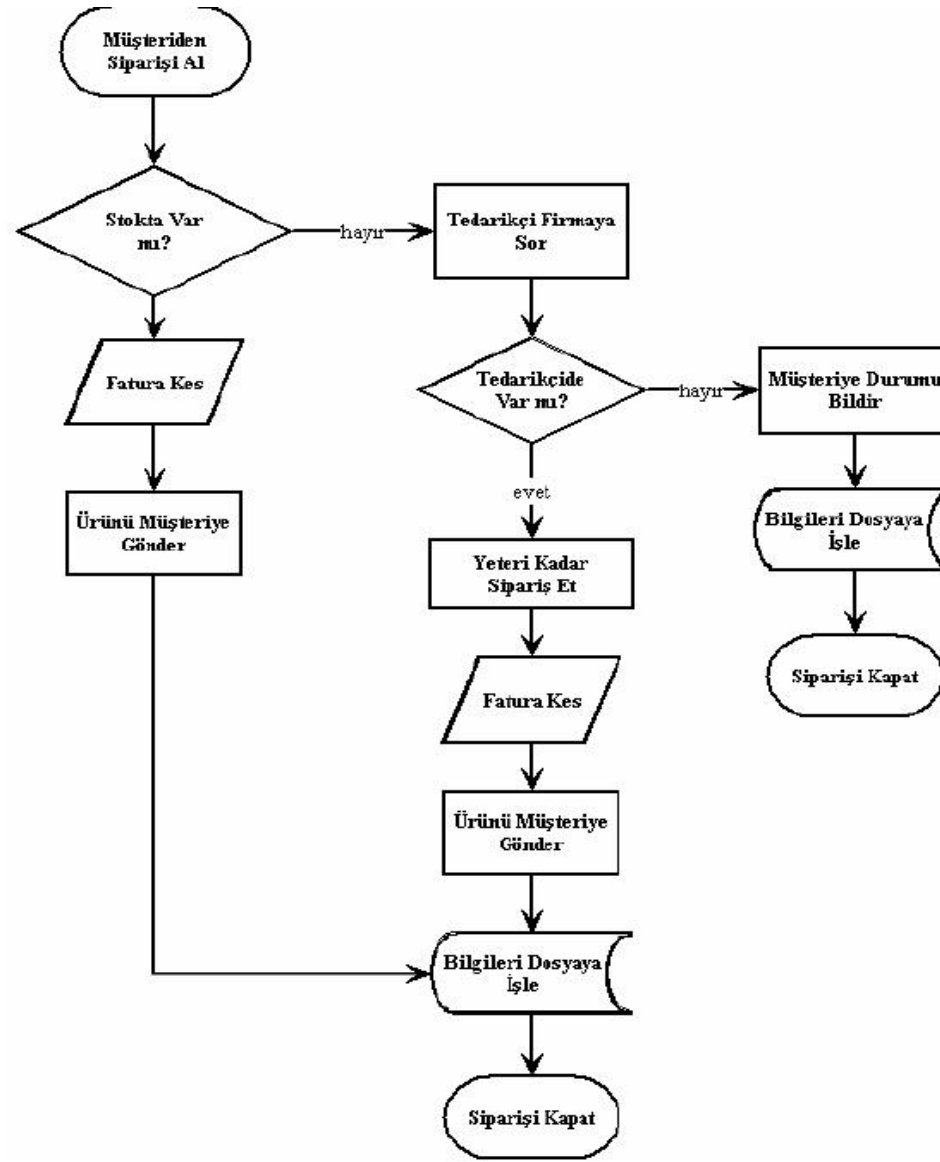 Müşteriden
Siparişi Al
Stokta Var
mı?
hayır
Tedarikçi Firmaya
Sor
Fatura Kes
Tedarikçide
Var mı?
hayır
Müşteriye Durumu
Bildir
evet
Ürünü Müşteriye
Gönder
Bilgileri Dosyaya
İşle
Yeteri Kadar
Sipariş Et
Siparişi Kapat
Fatura Kes
Ürünü Müşteriye
Gönder
Bilgileri Dosyaya
İşle
Siparişi Kapat